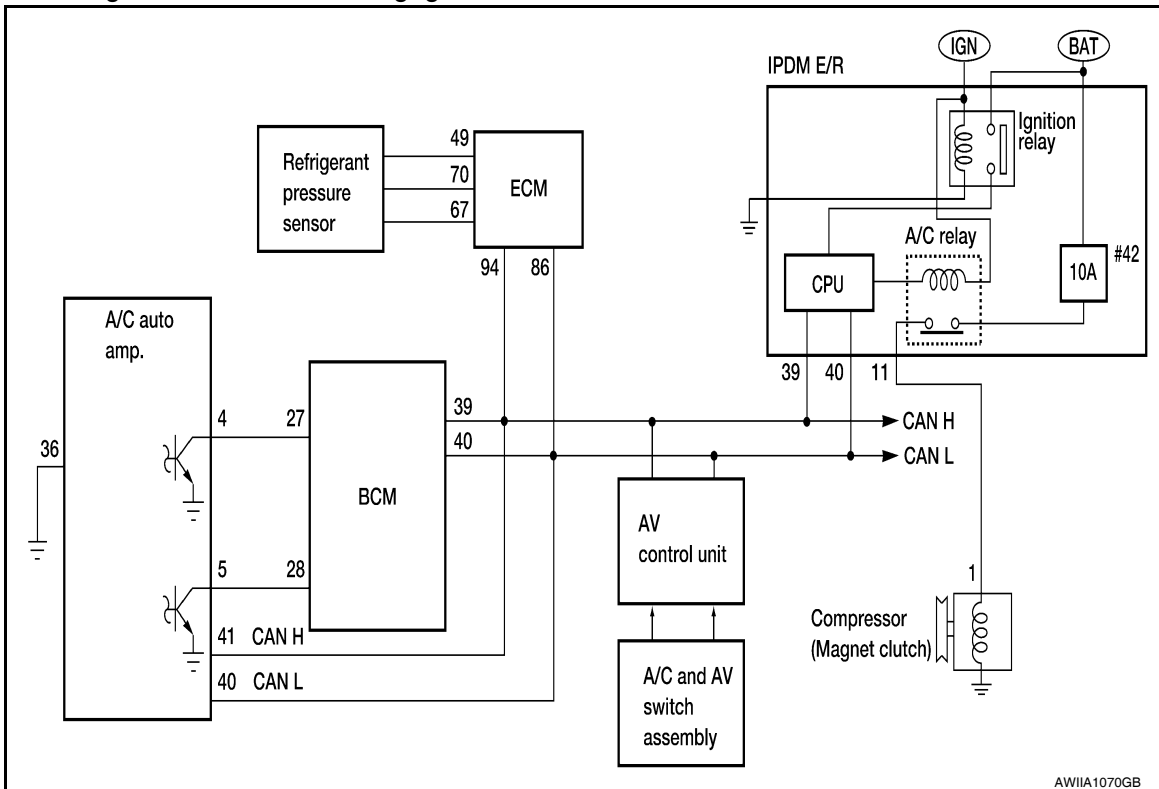 IGN
BAT
IPDM E/R
Ignition
relay
49
70
67
Refrigerant
pressure
sensor
ECM
94
86
A/C relay
CPU
10A
#42
39
40
11
A/C auto
amp.
4
27
39
40
CAN H
CAN L
36
BCM
AV
control unit
5
28
41 CAN H
40 CAN L
1
Compressor
(Magnet clutch)
A/C and AV
switch
assembly
AWIIA1070GB